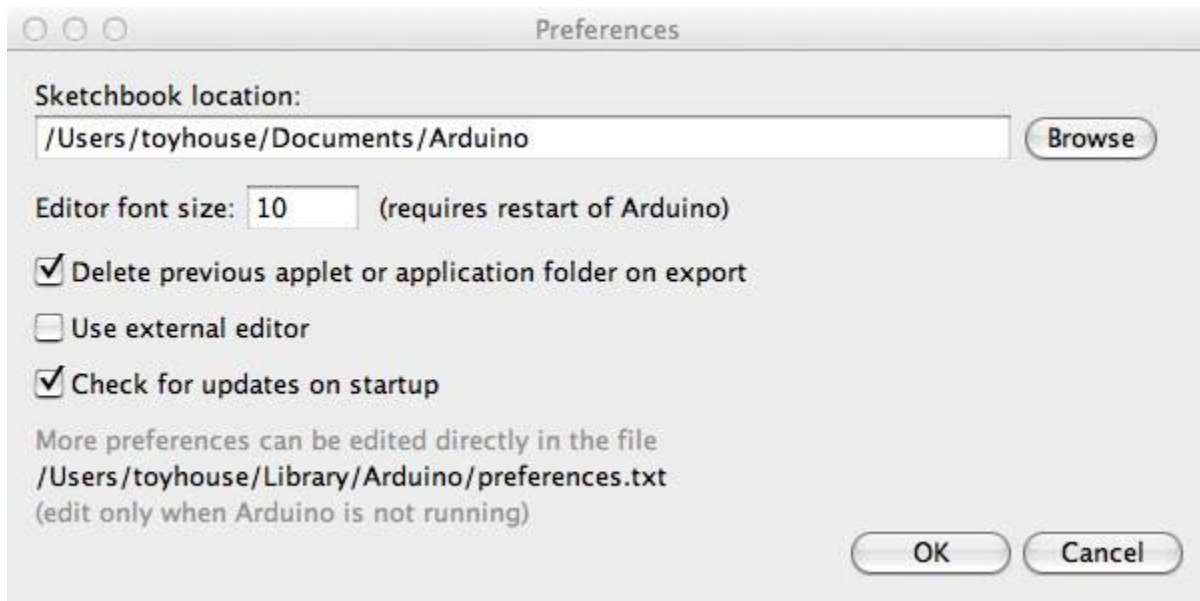 Preferences
Sketchbook location:
/Users/toyhouse/Documents/Arduino
Browse
Editor font size: 10 (requires restart of Arduino)
Delete previous applet or application folder on export
Use external editor
Check for updates on startup
More preferences can be edited directly in the file
/Users/toyhouse/Library/Arduino/preferences.txt
(edit only when Arduino is not running)
OK Cancel